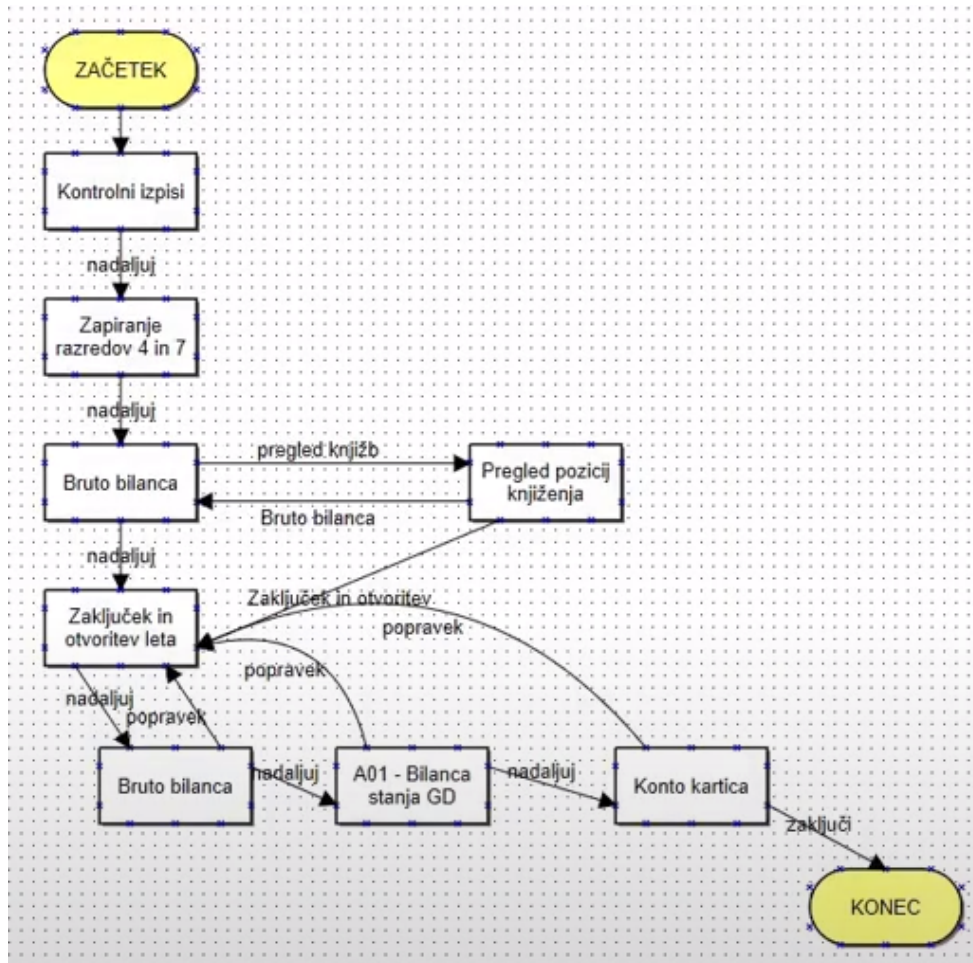 ZAČETEK
Kontrolni izpisi
nadaljuj
Zapiranje
razredov 4 in 7
nadaljuj
Bruto bilanca
pregled knjižb
Bruto bilanca
Pregled pozicij
knjiženja
nadaljuj
Zaključek in
otvoritev leta
Zaključek in otvoritev
popravek
popravek
nadaljuj
popravek
Bruto bilanca
nadaljuj
A01 - Bilanca
stanja GD
nadaljuj
Konto kartica
zaključi
KONEC